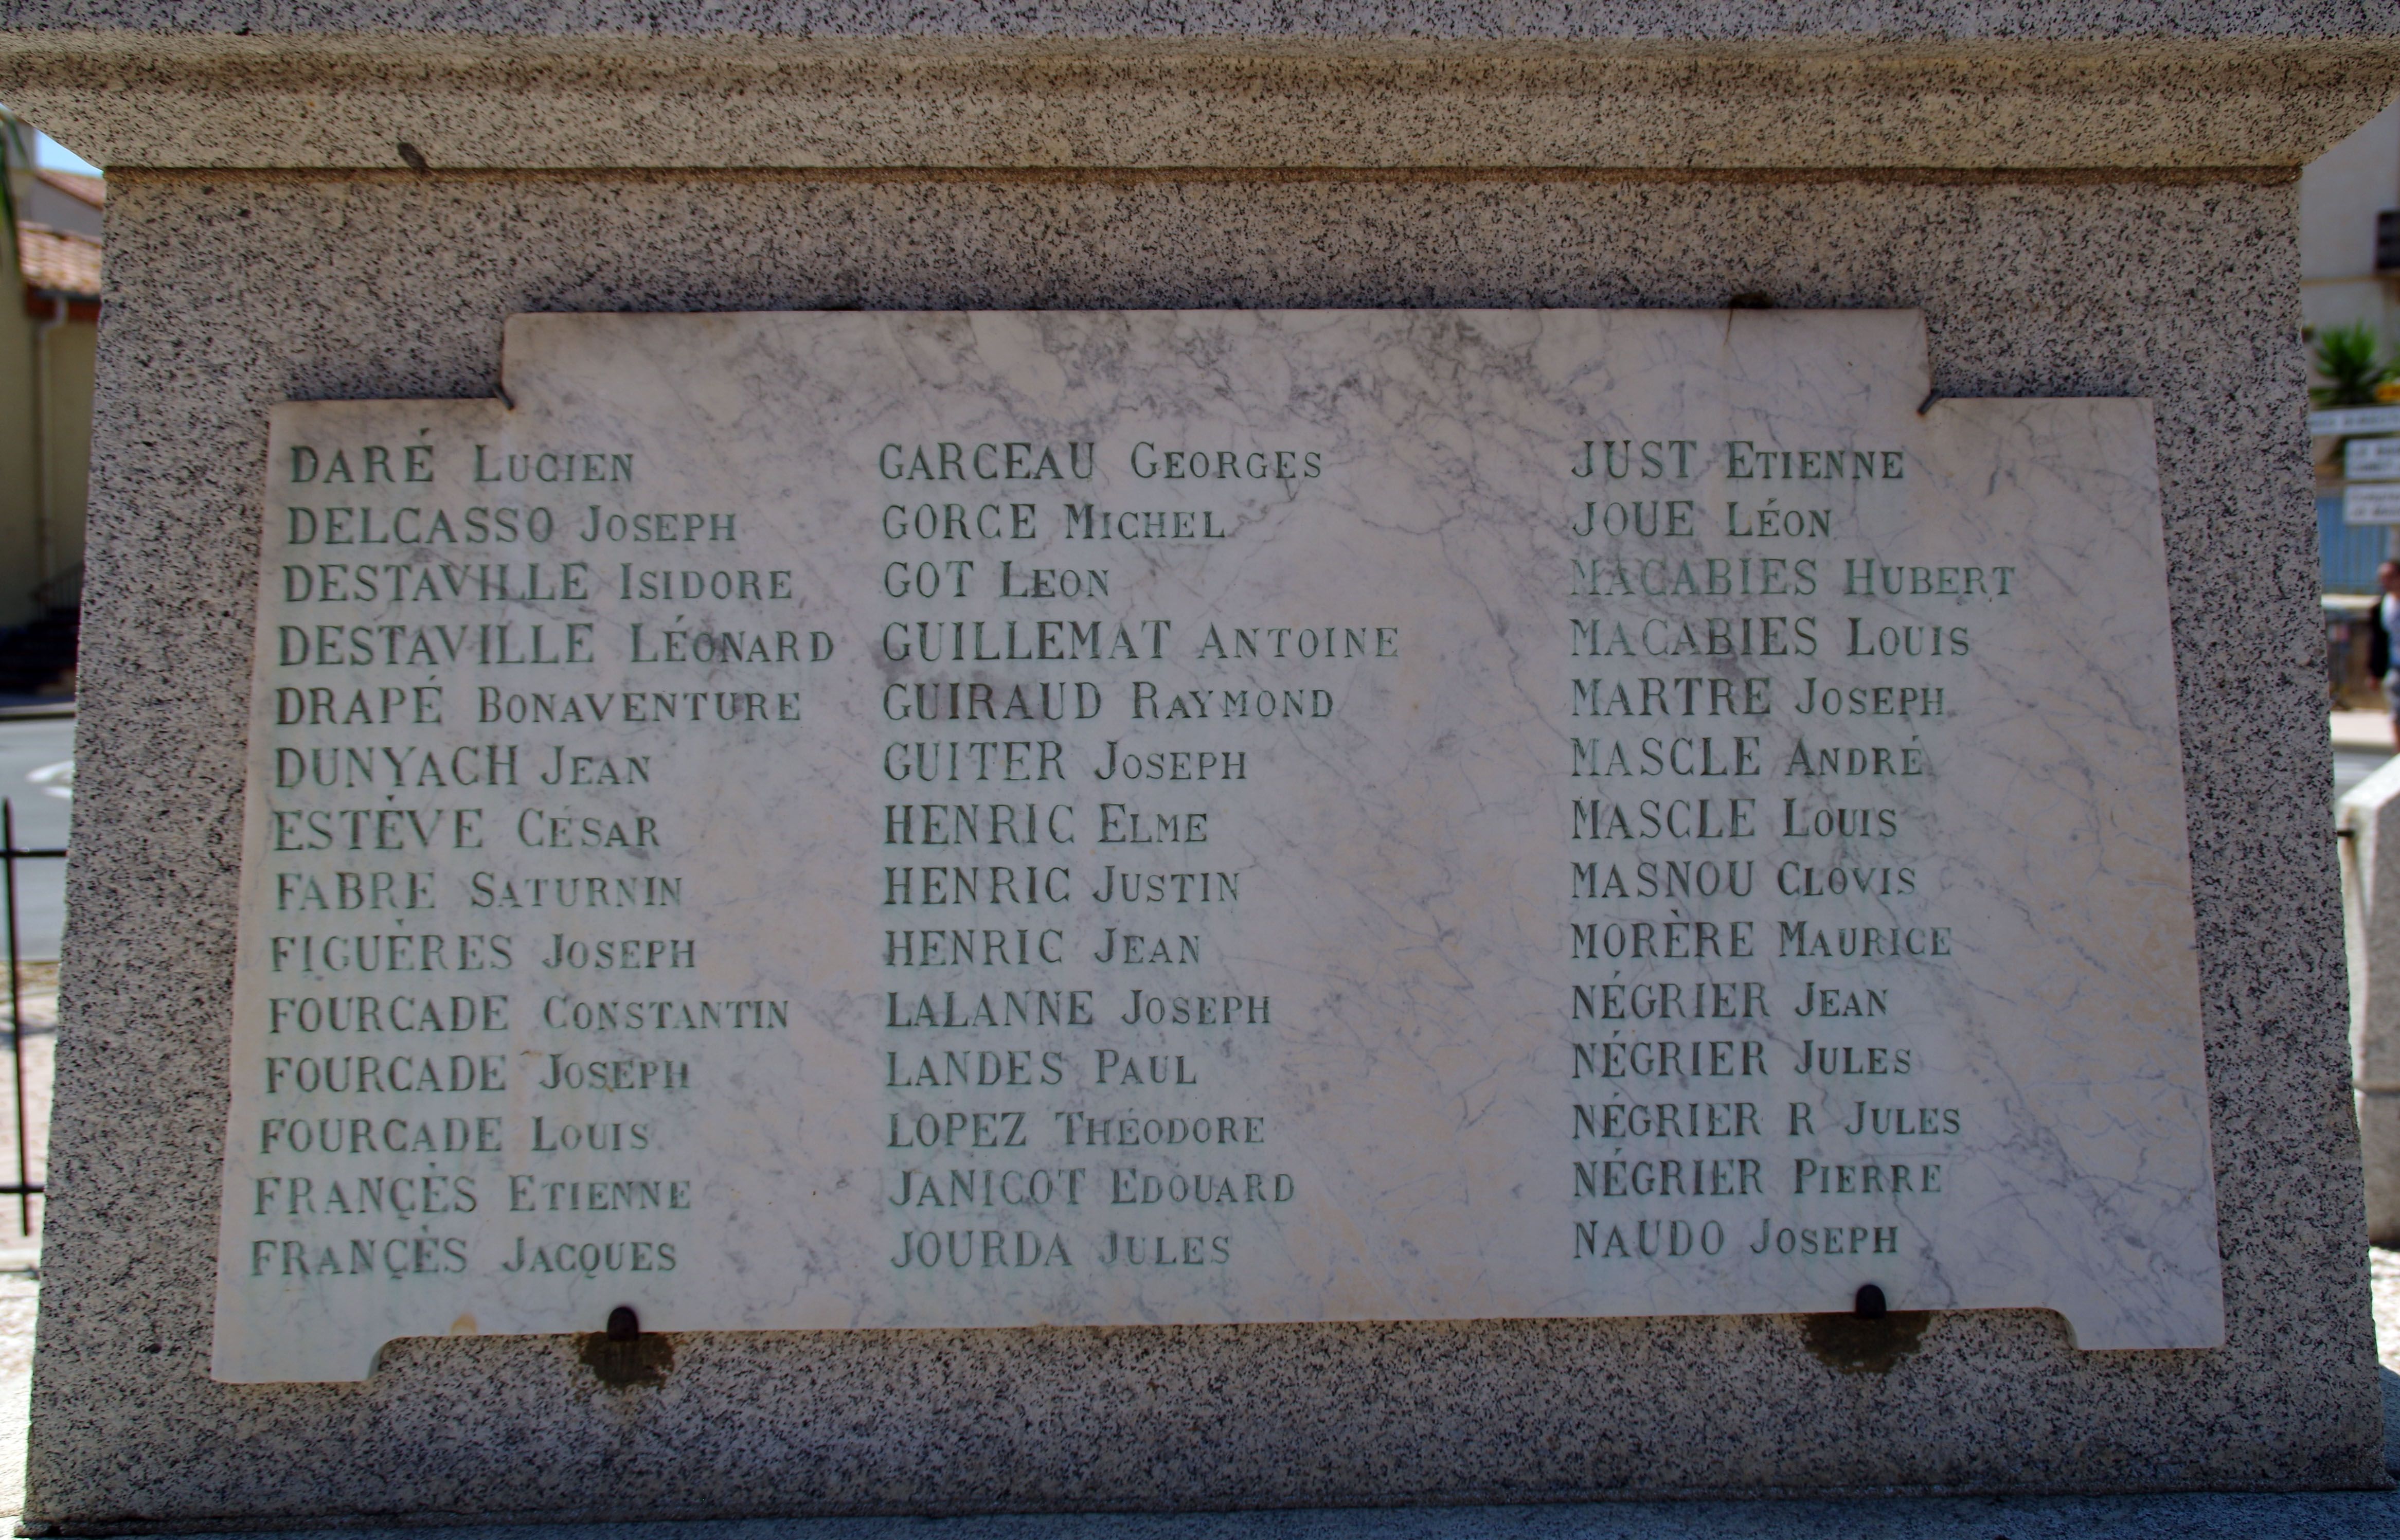 DARÉ LUCIEN
DELCASSO JOSEPH
DESTAVILLE ISIDORE
DESTAVILLE LÉONARD
DRAPÉ BONAVENTURE
DUNYACH JEAN
ESTÈVE CÉSAR
FABRE SATURNIN
FIGUÈRES JOSEPH
FOURCADE CONSTANTIN
FOURCADE JOSEPH
FOURCADE LOUIS
FRANÇÈS ETIENNE
FRANÇÈS JACQUES
GARCEAU GEORGES
GORCE MICHEL
GOT LEON
GUILLEMAT ANTOINE
GUIRAUD RAYMOND
GUITER JOSEPH
HENRIC ELME
HENRIC JUSTIN
HENRIC JEAN
LALANNE JOSEPH
LANDES PAUL
LOPEZ THÉODORE
JANICOT EDOUARD
JOURDA JULES
JUST ETIENNE
JOUE LÉON
MACABIES HUBERT
MACABIES LOUIS
MARTRE JOSEPH
MASCLE ANDRÉ
MASCLE LOUIS
MASNOU CLOVIS
MORÈRE MAURICE
NÉGRIER JEAN
NÉGRIER JULES
NÉGRIER R JULES
NÉGRIER PIERRE
NAUDO JOSEPH